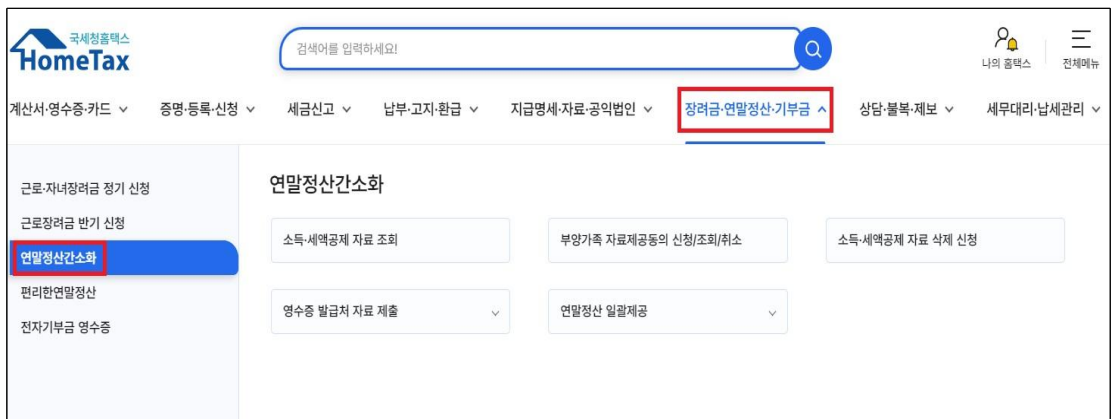 국세청홈택스
HomeTax
검색어를 입력하세요!
나의 홈택스
전체메뉴
계산서·영수증·카드
증명·등록·신청
세금신고
납부·고지·환급
지급명세·자료·공익법인
장려금·연말정산·기부금
상담·불복·제보
세무대리·납세관리
근로·자녀장려금 정기 신청
근로장려금 반기 신청
연말정산간소화
편리한연말정산
전자기부금 영수증
연말정산간소화
소득·세액공제 자료 조회
부양가족 자료제공동의 신청/조회/취소
소득·세액공제 자료 삭제 신청
영수증 발급처 자료 제출
연말정산 일괄제공